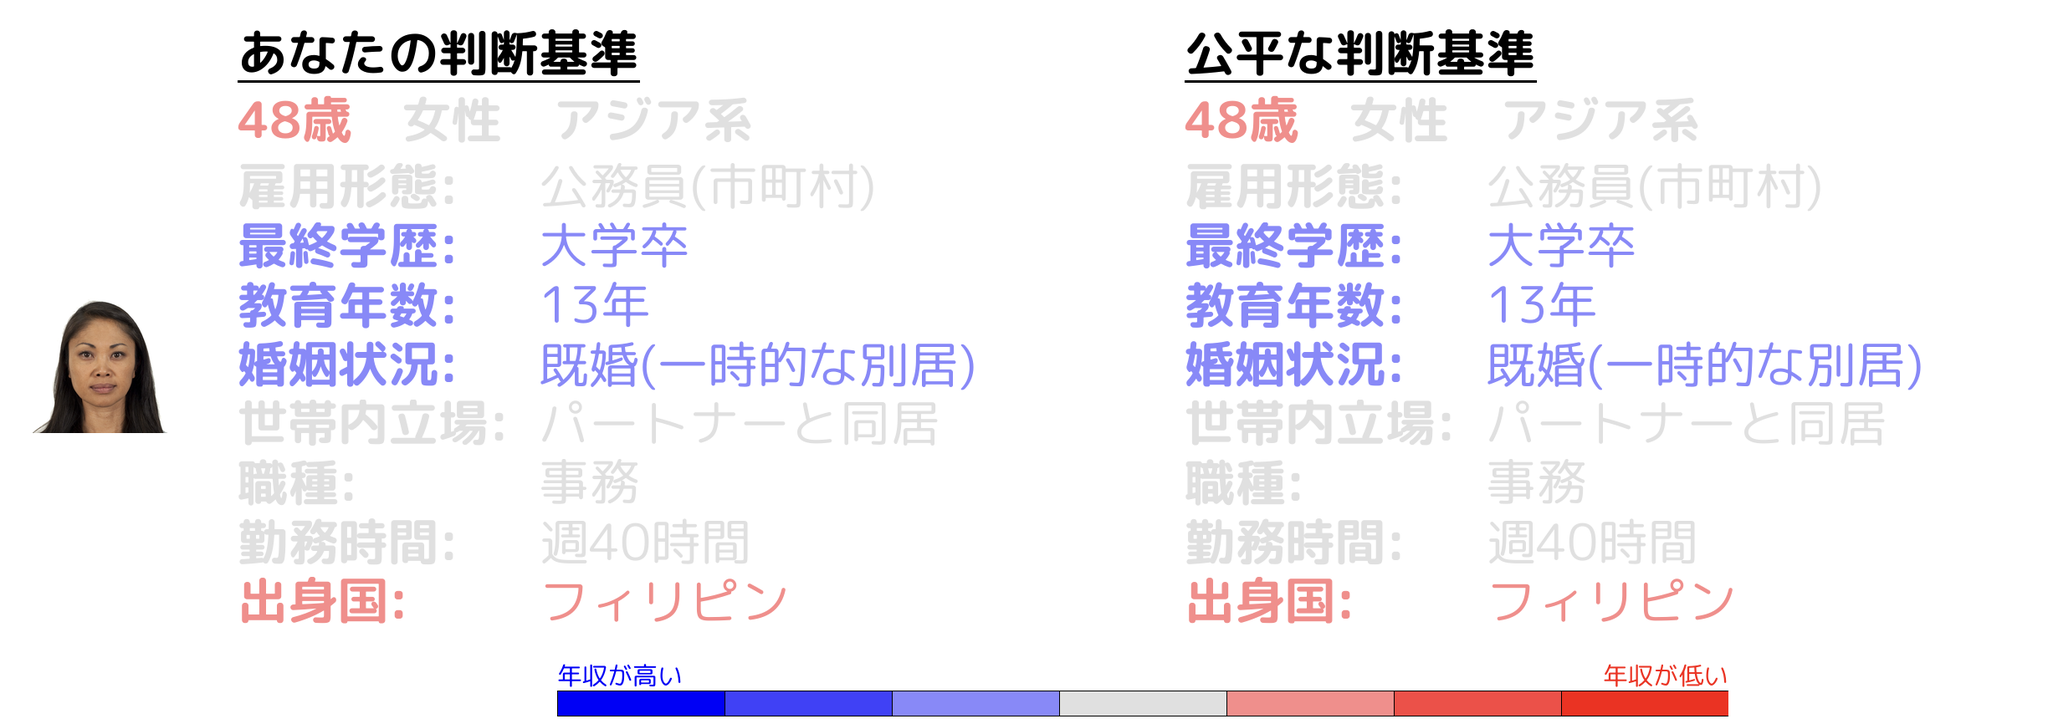 あなたの判断基準
48歳 女性 アジア系
雇用形態: 公務員(市町村)
最終学歴: 大学卒
教育年数: 13年
婚姻状況: 既婚(一時的な別居)
世帯内立場: パートナーと同居
職種: 事務
勤務時間: 週40時間
出身国: フィリピン
公平な判断基準
48歳 女性 アジア系
雇用形態: 公務員(市町村)
最終学歴: 大学卒
教育年数: 13年
婚姻状況: 既婚(一時的な別居)
世帯内立場: パートナーと同居
職種: 事務
勤務時間: 週40時間
出身国: フィリピン
年収が高い
年収が低い